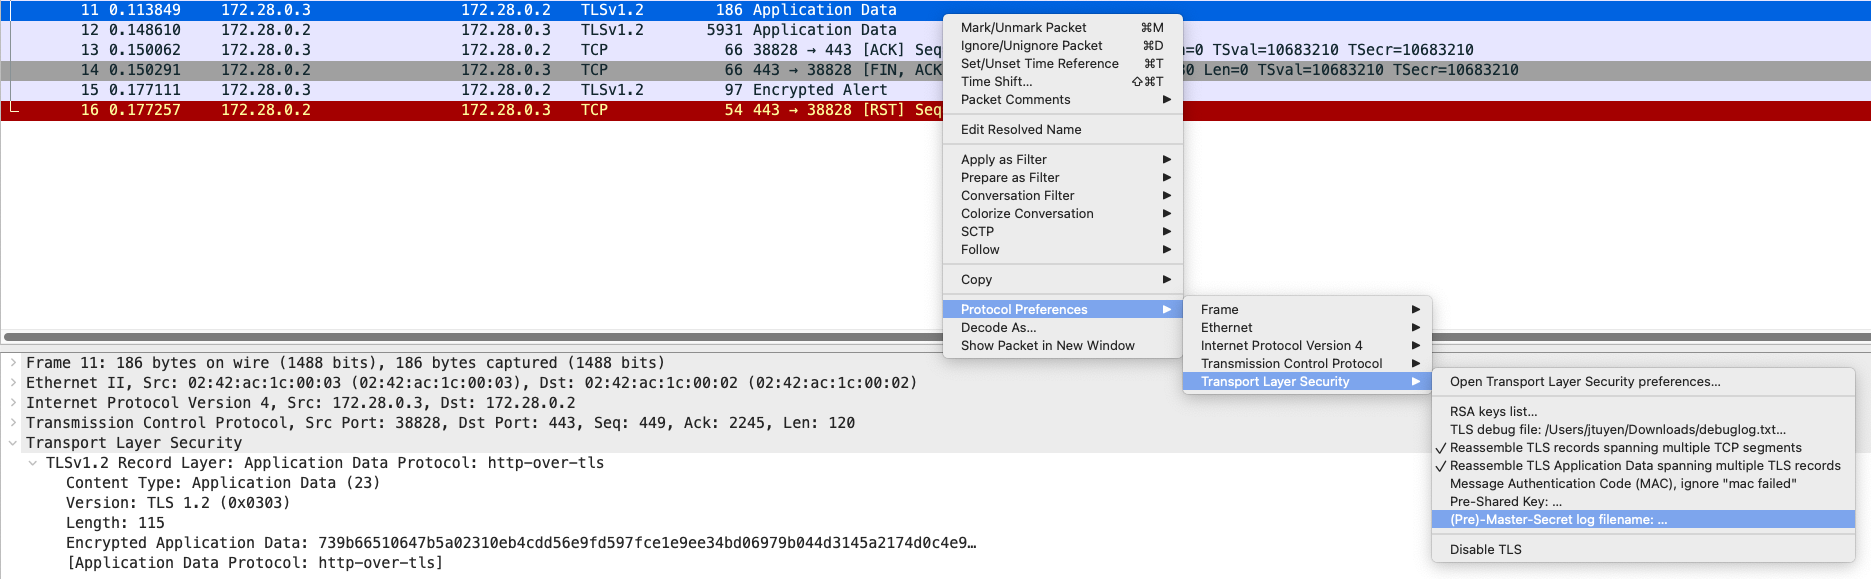 11 0.113849 172.28.0.3 172.28.0.2 TLSv1.2 186 Application Data
12 0.148610 172.28.0.2 172.28.0.3 TLSv1.2 5931 Application Data
13 0.150062 172.28.0.3 172.28.0.2 TCP 66 38828 → 443 [ACK] Seq =0 TSval=10683210 TSecr=10683210
14 0.150291 172.28.0.2 172.28.0.3 TCP 66 443 → 38828 [FIN, ACK 0 Len=0 TSval=10683210 TSecr=10683210
15 0.177111 172.28.0.2 172.28.0.3 TLSv1.2 97 Encrypted Alert
16 0.177257 172.28.0.2 172.28.0.3 TCP 54 443 → 38828 [RST] Seq
Mark/Unmark Packet ⌘M
Ignore/Unignore Packet ⌘D
Set/Unset Time Reference ⌘T
Time Shift... ⇧⌘T
Packet Comments
Edit Resolved Name
Apply as Filter
Prepare as Filter
Conversation Filter
Colorize Conversation
SCTP
Follow
Copy
Protocol Preferences
Decode As...
Show Packet in New Window
Frame
Ethernet
Internet Protocol Version 4
Transmission Control Protocol
Transport Layer Security
Open Transport Layer Security preferences...
RSA keys list...
TLS debug file: /Users/jtuyen/Downloads/debuglog.txt...
✓ Reassemble TLS records spanning multiple TCP segments
✓ Reassemble TLS Application Data spanning multiple TLS records
Message Authentication Code (MAC), ignore "mac failed"
Pre-Shared Key: ...
(Pre)-Master-Secret log filename: ...
Disable TLS
Frame 11: 186 bytes on wire (1488 bits), 186 bytes captured (1488 bits)
Ethernet II, Src: 02:42:ac:1c:00:03 (02:42:ac:1c:00:03), Dst: 02:42:ac:1c:00:02 (02:42:ac:1c:00:02)
Internet Protocol Version 4, Src: 172.28.0.3, Dst: 172.28.0.2
Transmission Control Protocol, Src Port: 38828, Dst Port: 443, Seq: 449, Ack: 2245, Len: 120
Transport Layer Security
TLSv1.2 Record Layer: Application Data Protocol: http-over-tls
Content Type: Application Data (23)
Version: TLS 1.2 (0x0303)
Length: 115
Encrypted Application Data: 739b66510647b5a02310eb4cdd56e9fd597fce1e9ee34bd06979b044d3145a2174d0c4e9…
[Application Data Protocol: http-over-tls]